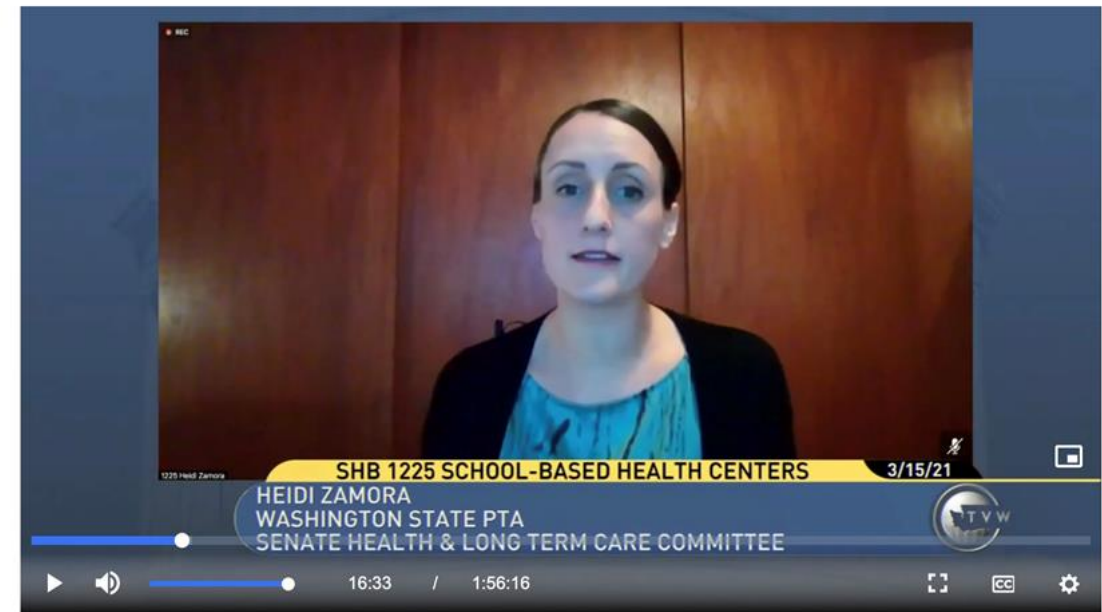 REC
1225 Heidi Zamora
SHB 1225 SCHOOL-BASED HEALTH CENTERS
3/15/21
HEIDI ZAMORA
WASHINGTON STATE PTA
SENATE HEALTH & LONG TERM CARE COMMITTEE
TVW
16:33 / 1:56:16
CC